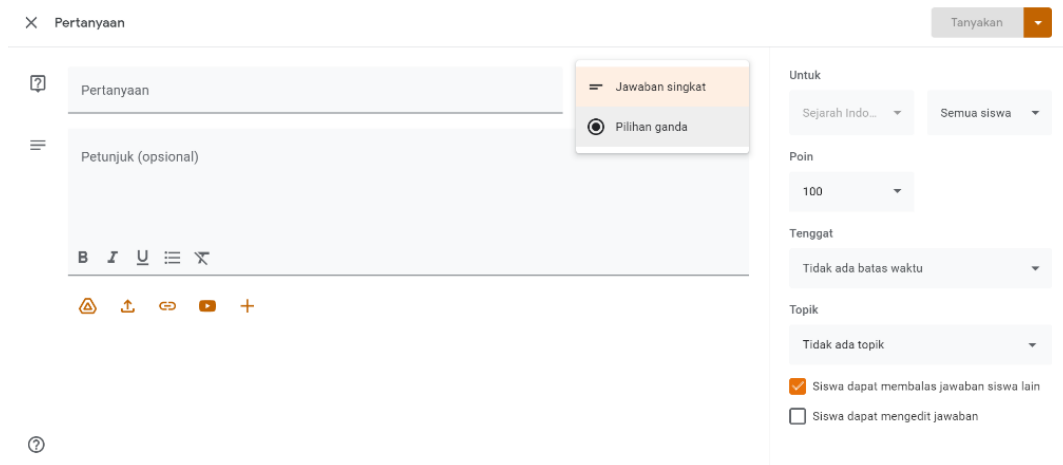 Pertanyaan
Tanyakan
Pertanyaan
Jawaban singkat
Pilihan ganda
Petunjuk (opsional)
B I U
Untuk
Sejarah Indo...
Semua siswa
Poin
100
Tenggat
Tidak ada batas waktu
Topik
Tidak ada topik
Siswa dapat membalas jawaban siswa lain
Siswa dapat mengedit jawaban